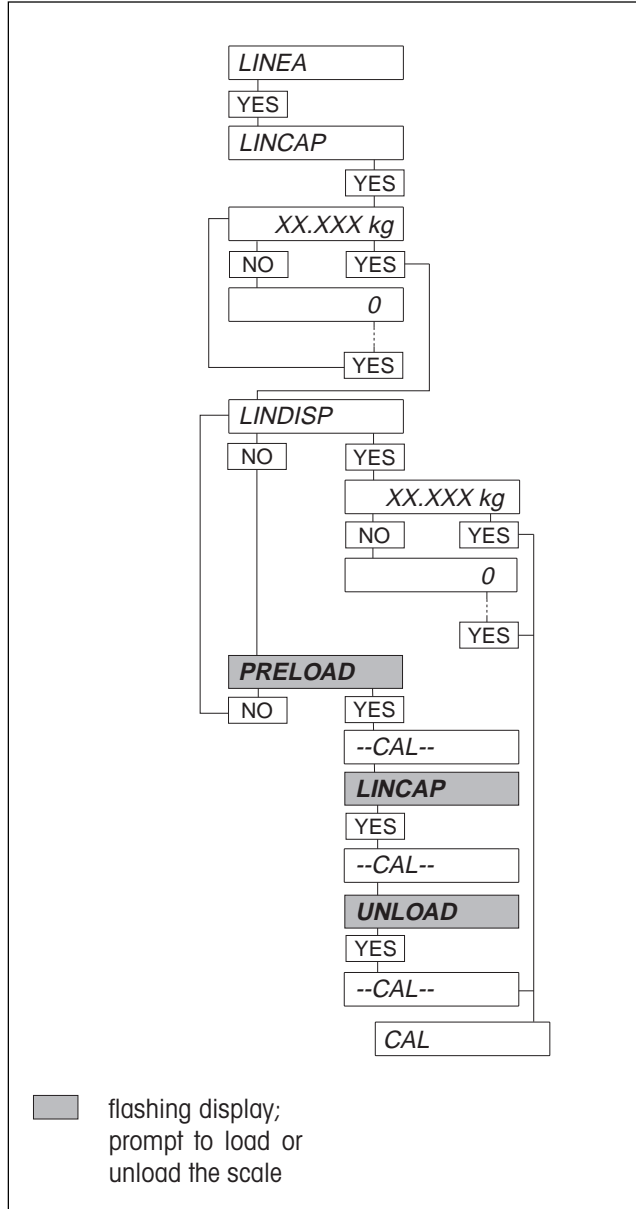 LINEA
YES
LINCAP
YES
XX.XXX kg
NO YES
0
YES
LINDISP
NO YES
XX.XXX kg
NO YES
0
YES
PRELOAD
NO YES
--CAL--
LINCAP
YES
--CAL--
UNLOAD
YES
--CAL--
CAL
flashing display;
prompt to load or
unload the scale